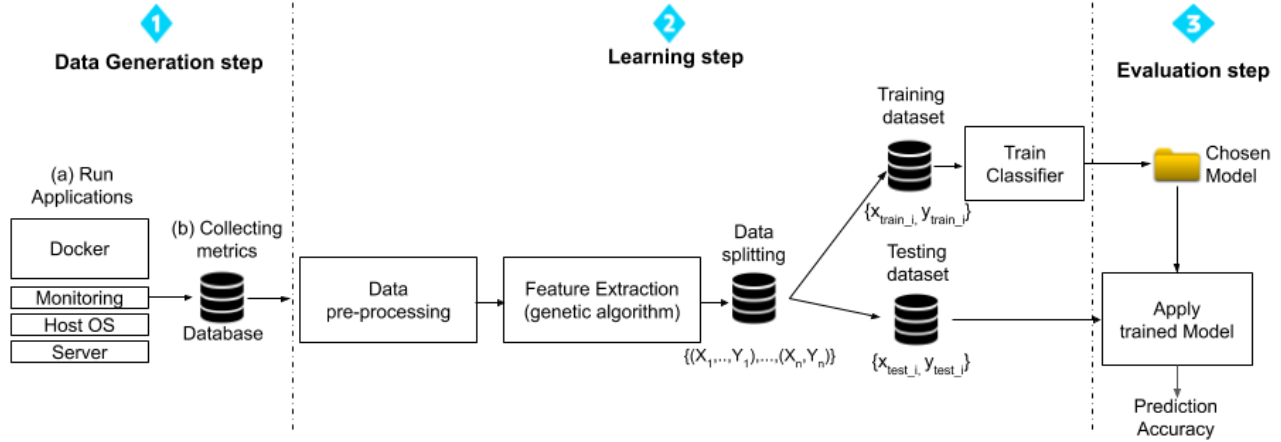 1
Data Generation step
(a) Run
Applications
Docker
Monitoring
Host OS
Server
(b) Collecting
metrics
Database
2
Learning step
Data
pre-processing
Feature Extraction
(genetic algorithm)
Data
splitting
{(X1,..,Y1),...,(Xn,Yn)}
Training
dataset
{xtrain_i, ytrain_i}
Train
Classifier
Testing
dataset
{xtest_i, ytest_i}
3
Evaluation step
Chosen
Model
Apply
trained Model
Prediction
Accuracy